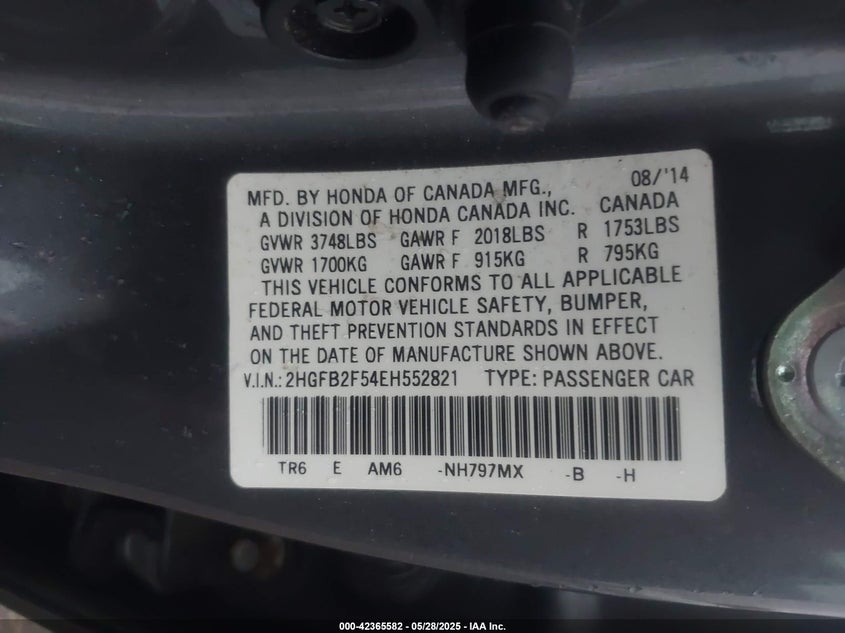 MFD. BY HONDA OF CANADA MFG., 08/'14
A DIVISION OF HONDA CANADA INC. CANADA
GVWR 3748LBS GAWR F 2018LBS R 1753LBS
GVWR 1700KG GAWR F 915KG R 795KG
THIS VEHICLE CONFORMS TO ALL APPLICABLE
FEDERAL MOTOR VEHICLE SAFETY, BUMPER,
AND THEFT PREVENTION STANDARDS IN EFFECT
ON THE DATE OF MANUFACTURE SHOWN ABOVE.
V.I.N.: 2HGFB2F54EH552821 TYPE: PASSENGER CAR
TR6 E AM6 -NH797MX -B -H
000-42365582 - 05/28/2025 - IAA Inc.